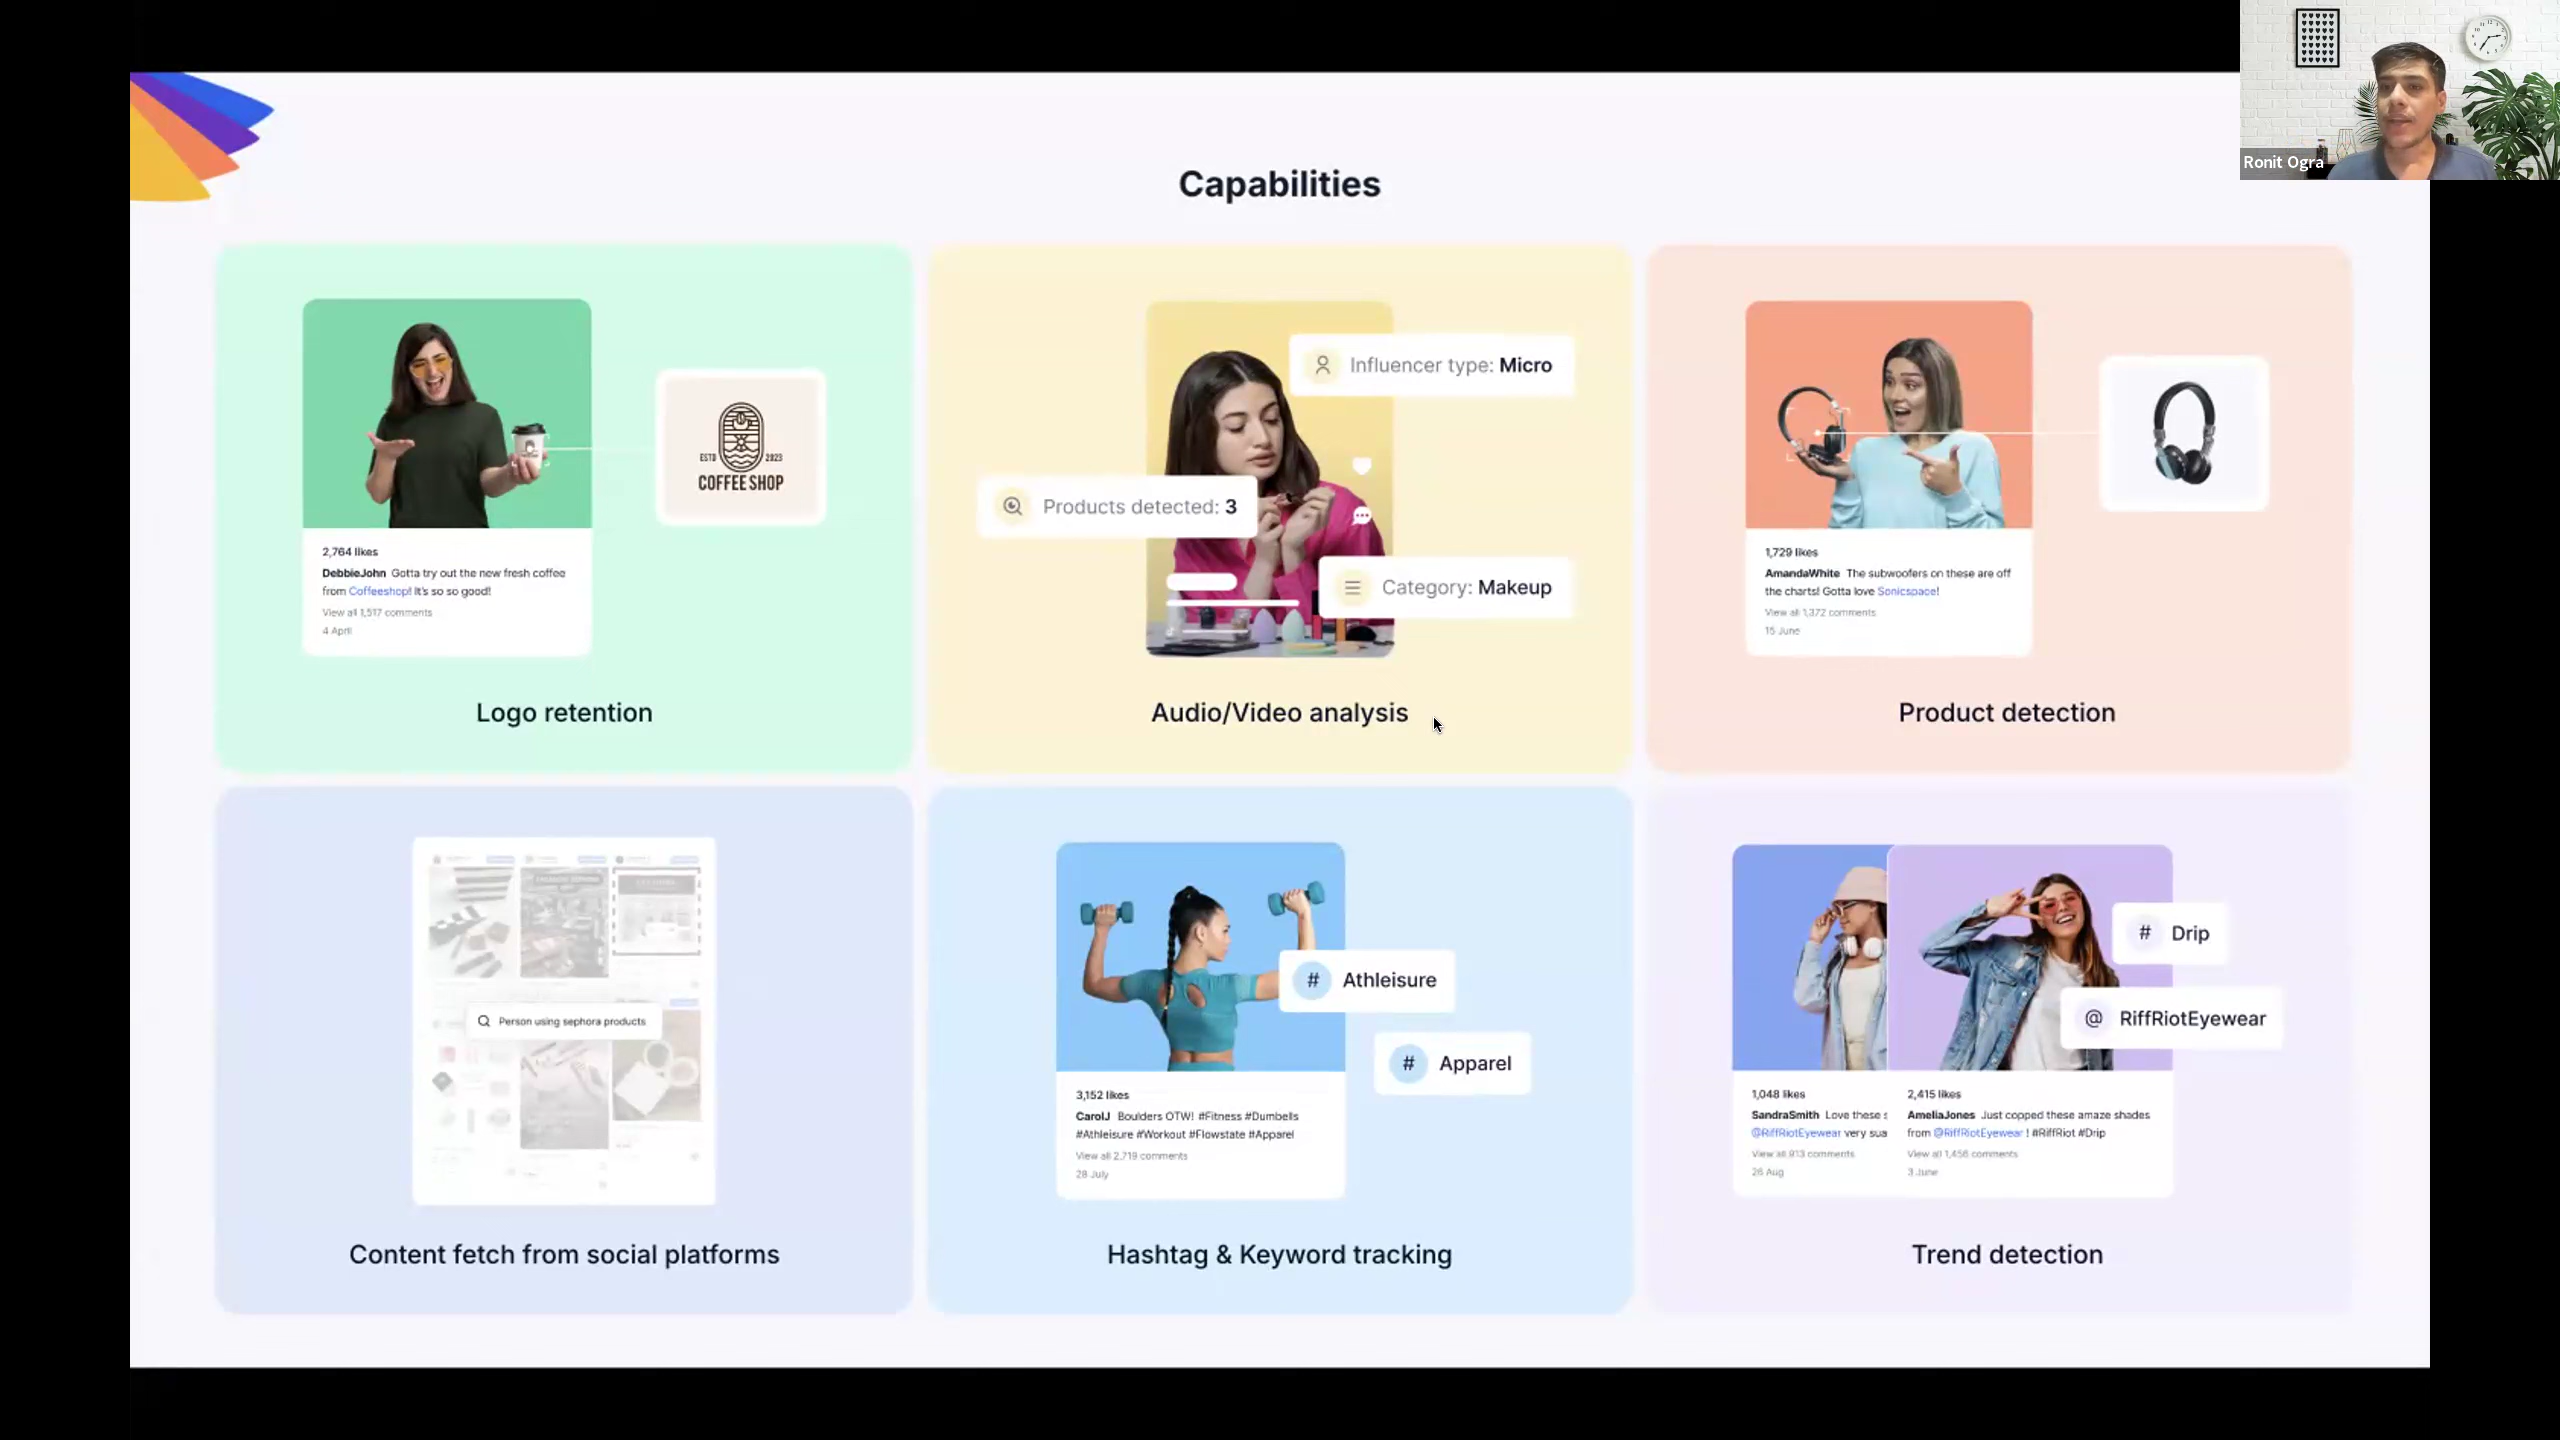 Ronit Ogra
Capabilities
ESTD 2023
COFFEE SHOP
2,764 likes
DebbieJohn Gotta try out the new fresh coffee
from Coffeeshop! It's so so good!
View all 1,517 comments
4 April
Logo retention
Influencer type: Micro
Products detected: 3
Category: Makeup
Audio/Video analysis
1,729 likes
AmandaWhite The subwoofers on these are off
the charts! Gotta love Sonicspace!
View all 1,372 comments
15 June
Product detection
Person using sephora products
Content fetch from social platforms
# Athleisure
# Apparel
3,152 likes
CarolJ Boulders OTW! #Fitness #Dumbells
#Athleisure #Workout #Flowstate #Apparel
View all 2,719 comments
28 July
Hashtag & Keyword tracking
# Drip
@ RiffRiotEyewear
1,048 likes
SandraSmith Love these s
@RiffRiotEyewear very sua
View all 913 comments
26 Aug
2,415 likes
AmeliaJones Just copped these amaze shades
from @RiffRiotEyewear ! #RiffRiot #Drip
View all 1,456 comments
3 June
Trend detection